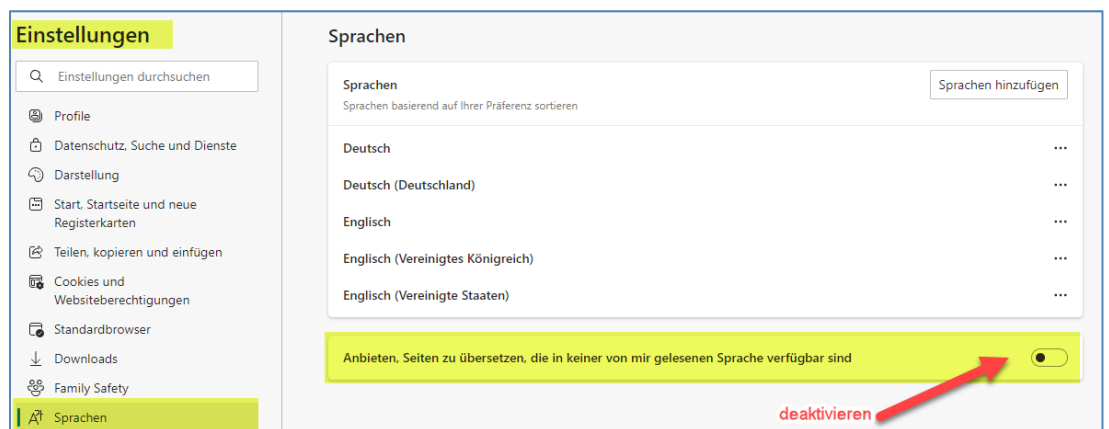 Einstellungen
Einstellungen durchsuchen
Profile
Datenschutz, Suche und Dienste
Darstellung
Start, Startseite und neue
Registerkarten
Teilen, kopieren und einfügen
Cookies und
Websiteberechtigungen
Standardbrowser
Downloads
Family Safety
Sprachen
Sprachen
Sprachen
Sprachen basierend auf Ihrer Präferenz sortieren
Sprachen hinzufügen
Deutsch
Deutsch (Deutschland)
Englisch
Englisch (Vereinigtes Königreich)
Englisch (Vereinigte Staaten)
Anbieten, Seiten zu übersetzen, die in keiner von mir gelesenen Sprache verfügbar sind
deaktivieren